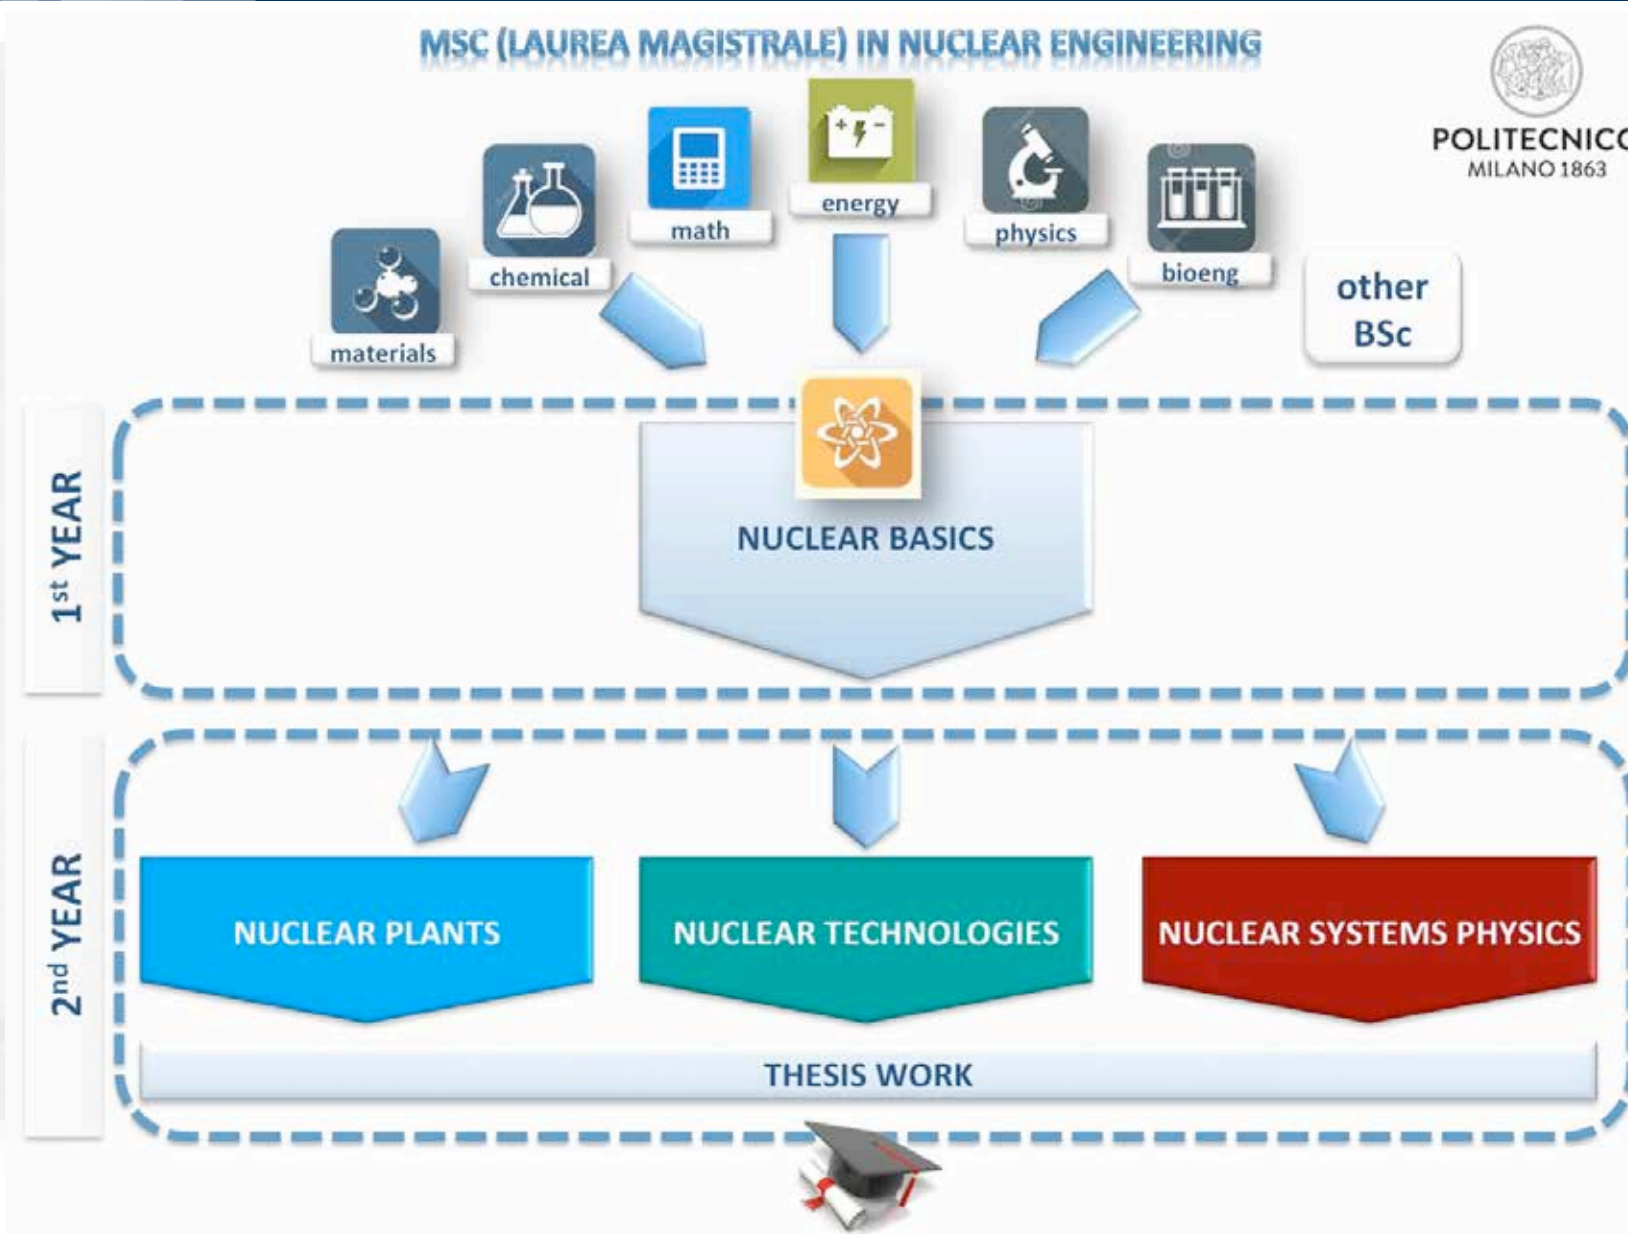 MSC (LAUREA MAGISTRALE) IN NUCLEAR ENGINEERING
POLITECNICO
MILANO 1863
energy
math
physics
chemical
bioeng
materials
other
BSc
1st YEAR
NUCLEAR BASICS
2nd YEAR
NUCLEAR PLANTS
NUCLEAR TECHNOLOGIES
NUCLEAR SYSTEMS PHYSICS
THESIS WORK